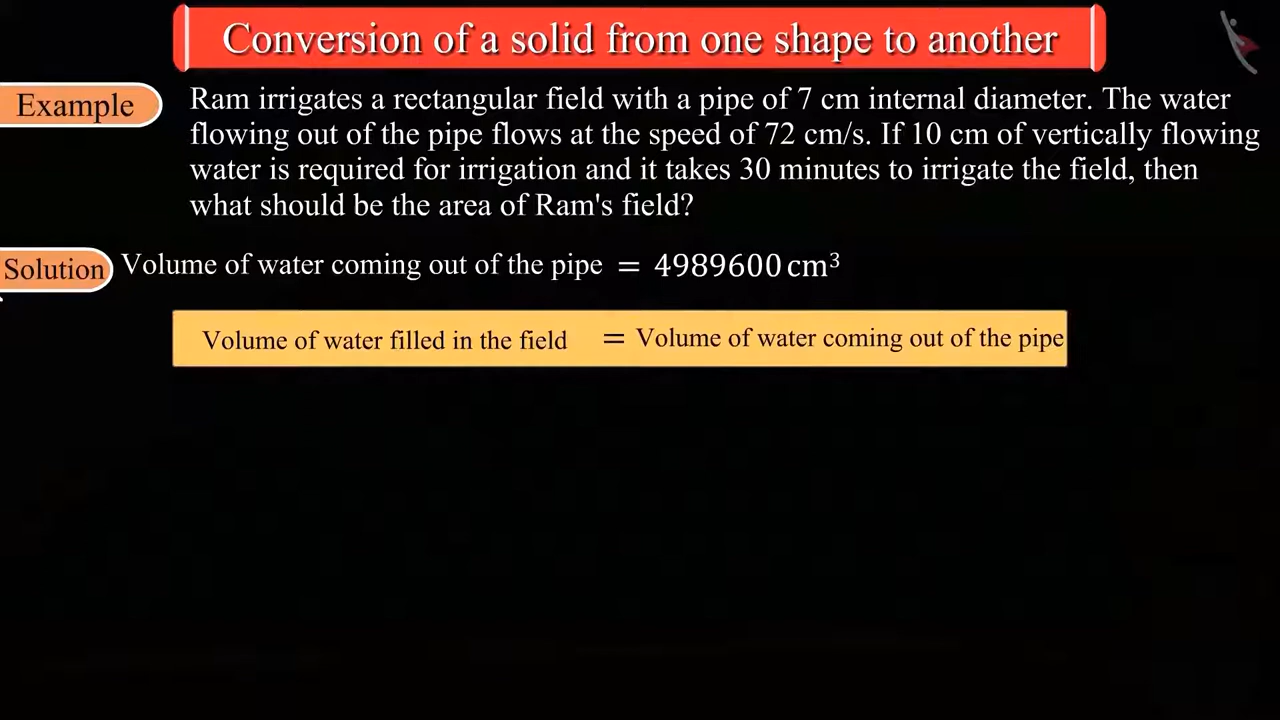 Conversion of a solid from one shape to another
Example
Ram irrigates a rectangular field with a pipe of 7 cm internal diameter. The water
flowing out of the pipe flows at the speed of 72 cm/s. If 10 cm of vertically flowing
water is required for irrigation and it takes 30 minutes to irrigate the field, then
what should be the area of Ram's field?
Solution Volume of water coming out of the pipe = 4989600 cm³
Volume of water filled in the field = Volume of water coming out of the pipe